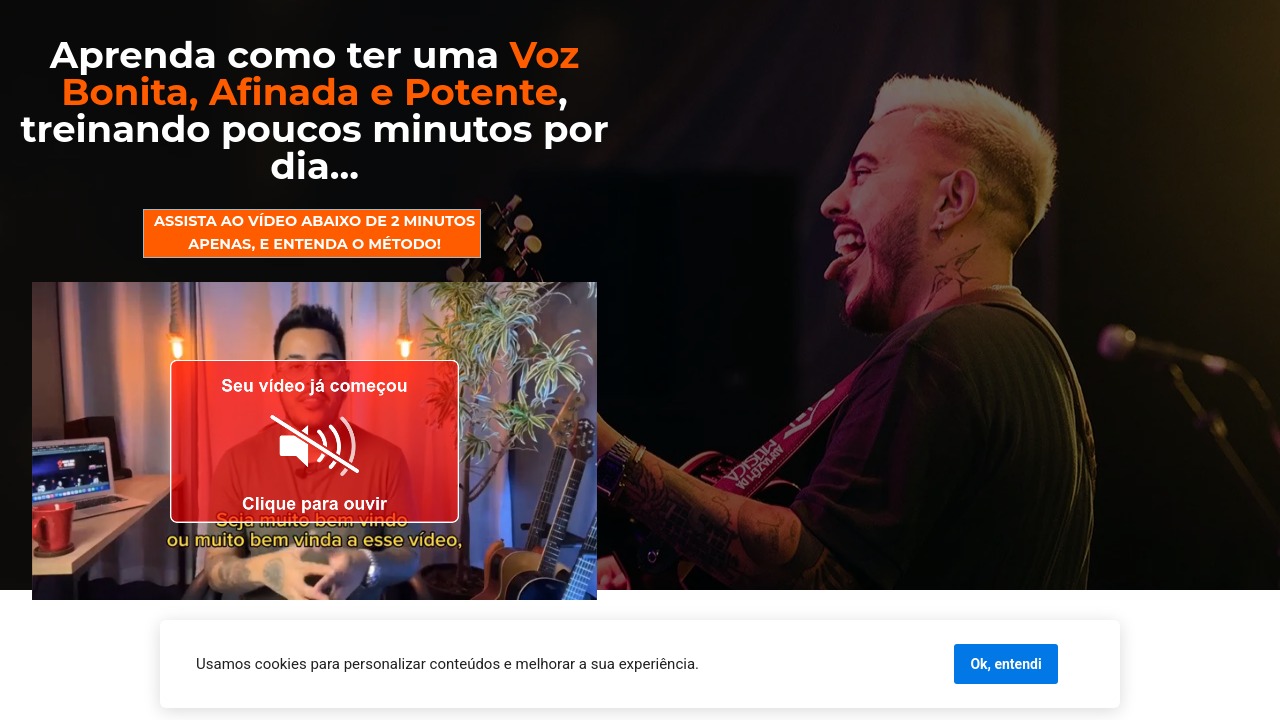 Aprenda como ter uma Voz
Bonita, Afinada e Potente,
treinando poucos minutos por
dia...
ASSISTA AO VÍDEO ABAIXO DE 2 MINUTOS
APENAS, E ENTENDA O MÉTODO!
Seu vídeo já começou
Clique para ouvir
Seja muito bem vindo
ou muito bem vinda a esse vídeo,
Usamos cookies para personalizar conteúdos e melhorar a sua experiência.
Ok, entendi